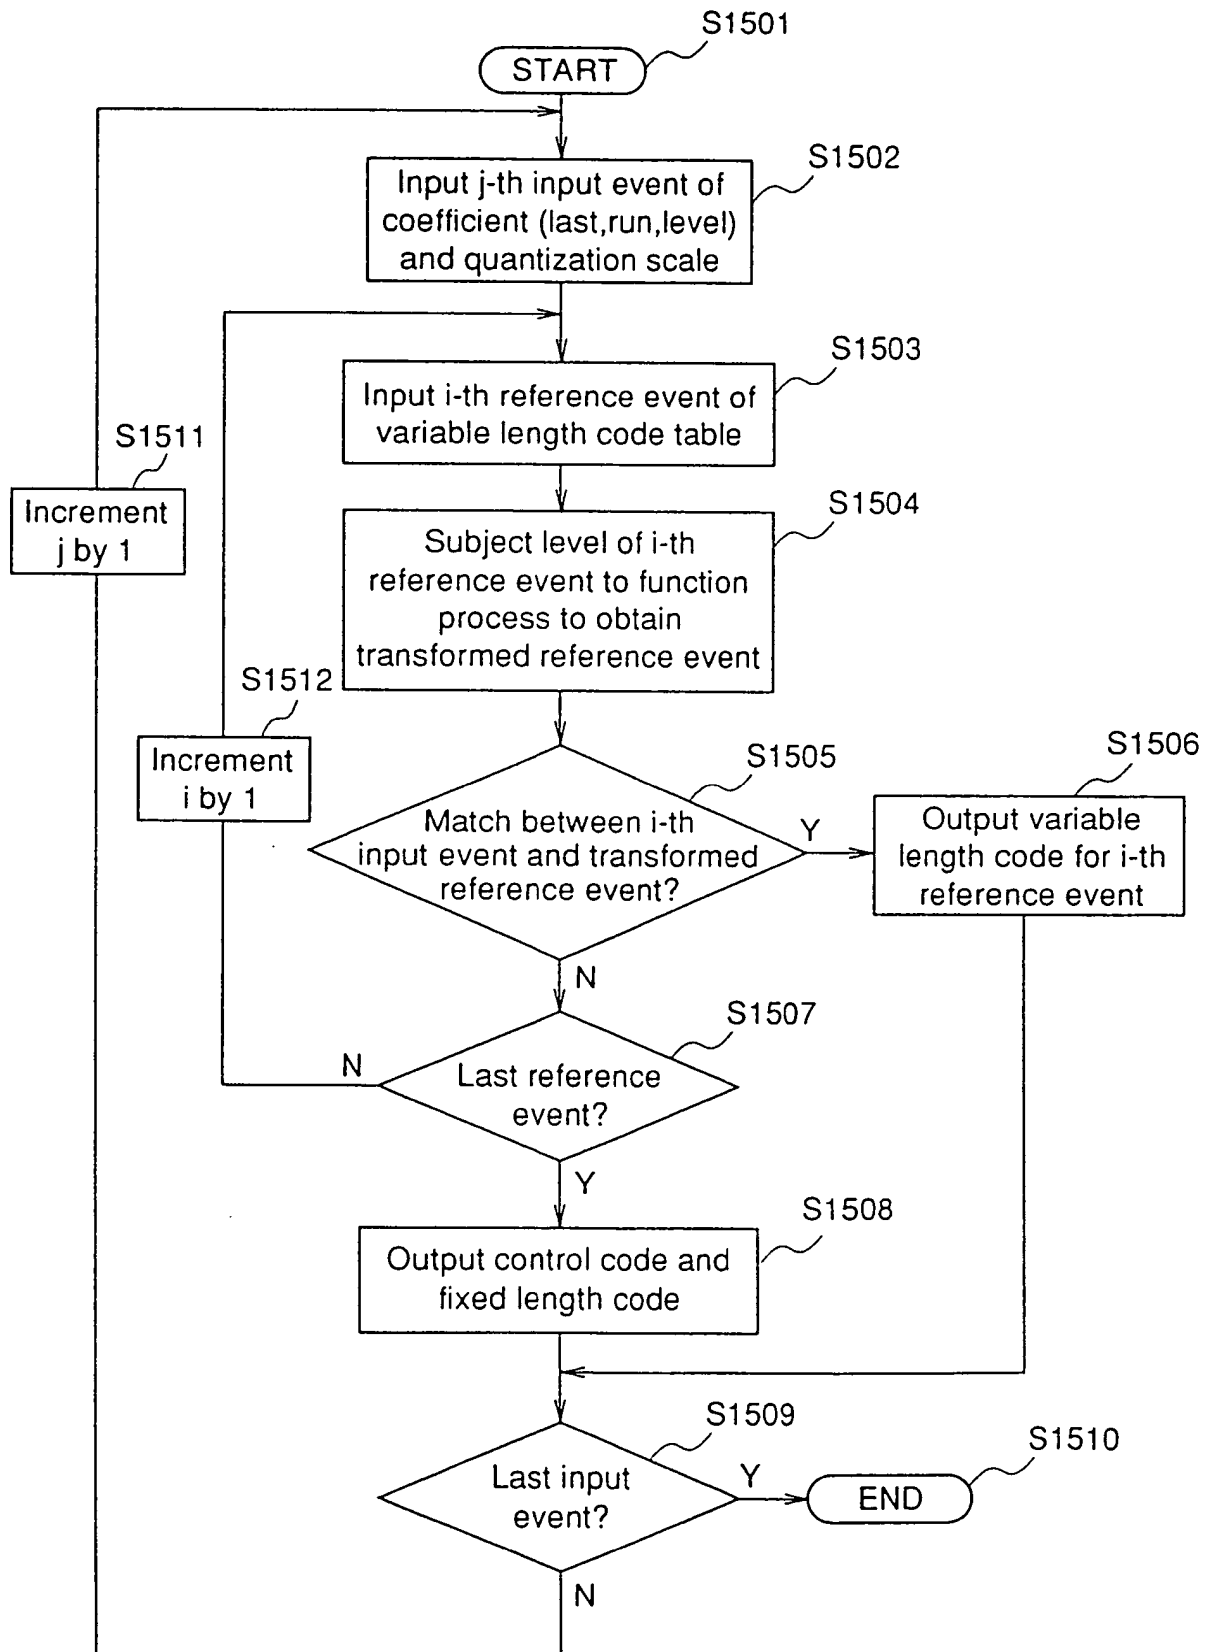 S1501
START
S1502
Input j-th input event of
coefficient (last,run,level)
and quantization scale
S1503
Input i-th reference event of
variable length code table
S1511
Increment
j by 1
S1504
Subject level of i-th
reference event to function
process to obtain
transformed reference event
S1512
Increment
i by 1
S1505
Match between i-th
input event and transformed
reference event?
Y
S1506
Output variable
length code for i-th
reference event
N
S1507
N
Last reference
event?
Y
S1508
Output control code and
fixed length code
S1509
Last input
event?
Y
S1510
END
N